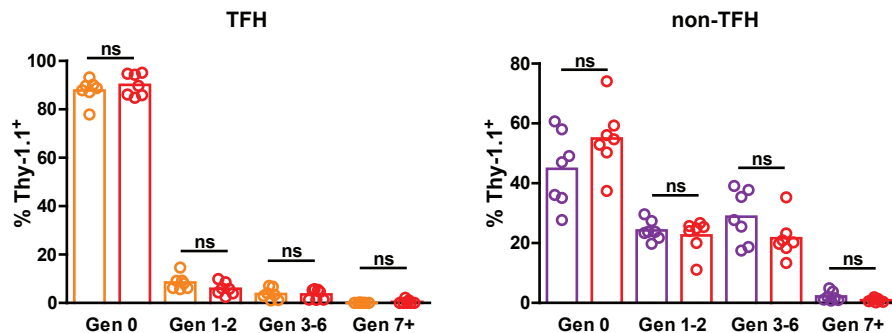 TFH
% Thy-1.1+
100
80
60
40
20
0
ns
ns
ns
ns
Gen 0 Gen 1-2 Gen 3-6 Gen 7+
non-TFH
% Thy-1.1+
80
60
40
20
0
ns
ns
ns
ns
Gen 0 Gen 1-2 Gen 3-6 Gen 7+